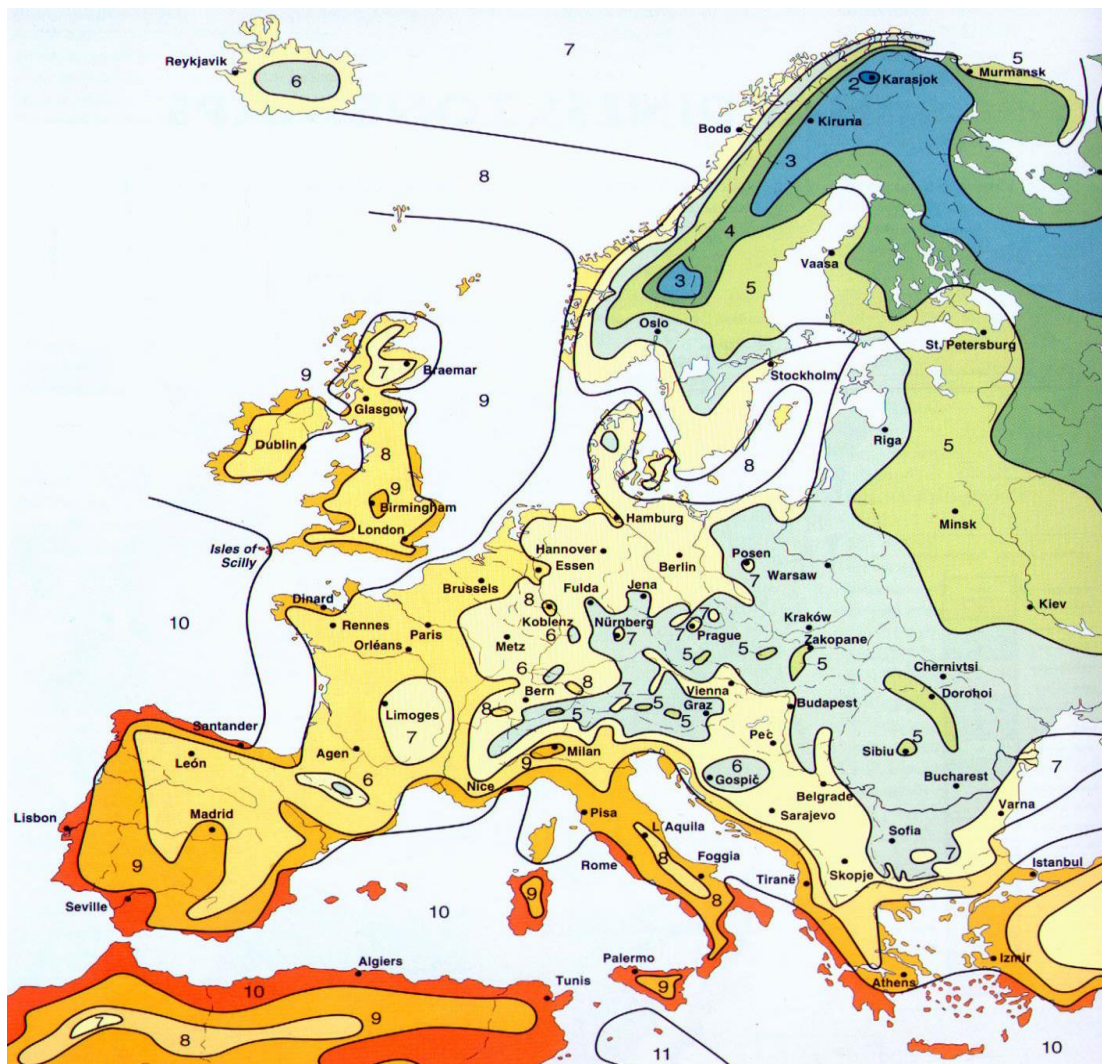 7
5
Reykjavik
6
Murmansk
2
Karasjok
Bodø
Kiruna
3
8
4
Vaasa
3
5
Oslo
St. Petersburg
7
Braemar
Stockholm
9
9
Glasgow
Riga
5
Dublin
8
8
9
Birmingham
Minsk
Hamburg
London
Isles of
Scilly
Hannover
Essen
Berlin
Posen
7
Warsaw
Brussels
Fulda
Jena
Dinard
8
7
Kiev
10
Rennes
Paris
Koblenz
Nürnberg
7
Prague
Kraków
Orléans
Metz
6
7
5
5
Zakopane
5
Chernivtsi
6
Bern
8
7
Vienna
Dorohoi
Limoges
8
5
5
5
Graz
Budapest
Santander
7
Pec
5
Sibiu
7
León
Agen
9
Milan
6
Gospič
Bucharest
6
Nice
Belgrade
Lisbon
Madrid
Pisa
Sarajevo
Varna
L'Aquila
Sofia
8
7
9
Rome
Foggia
Tiranë
Skopje
Istanbul
Seville
9
10
8
Algiers
Palermo
Izmir
10
Tunis
9
Athens
7
8
9
11
10